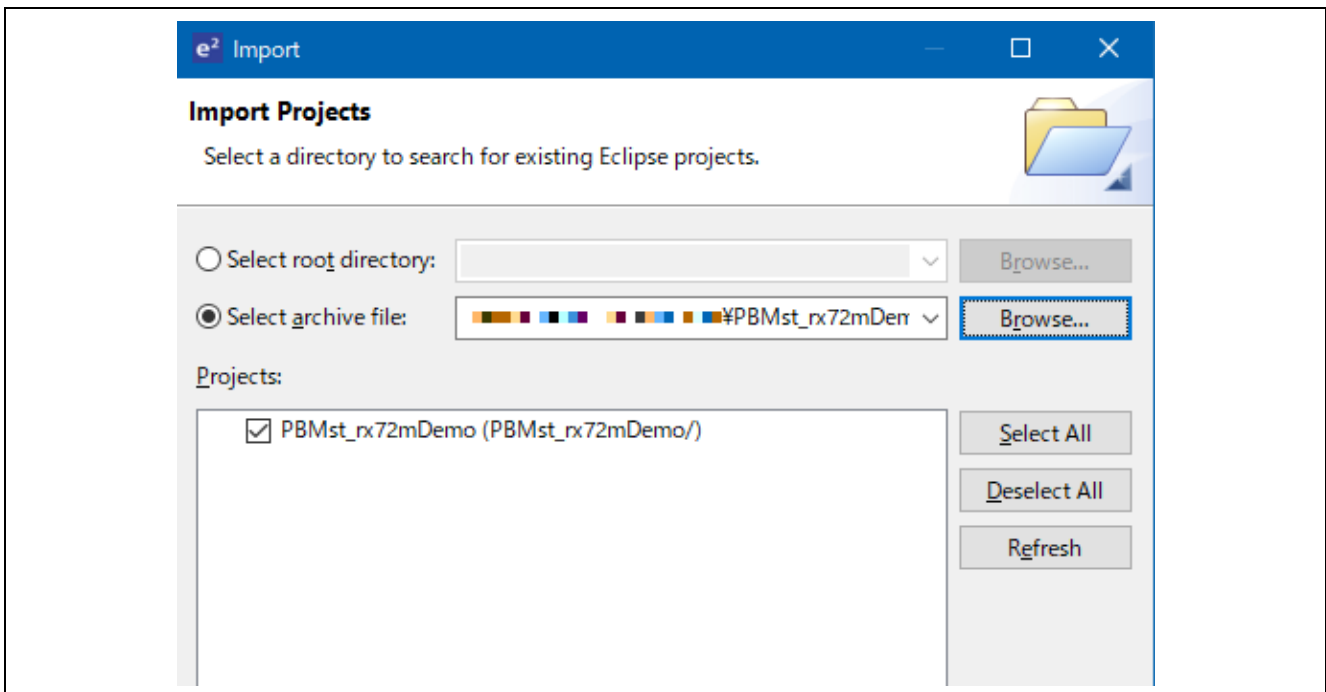 e² Import
Import Projects
Select a directory to search for existing Eclipse projects.
Select root directory:
Browse...
Select archive file:
¥PBMst_rx72mDem
Browse...
Projects:
PBMst_rx72mDemo (PBMst_rx72mDemo/)
Select All
Deselect All
Refresh